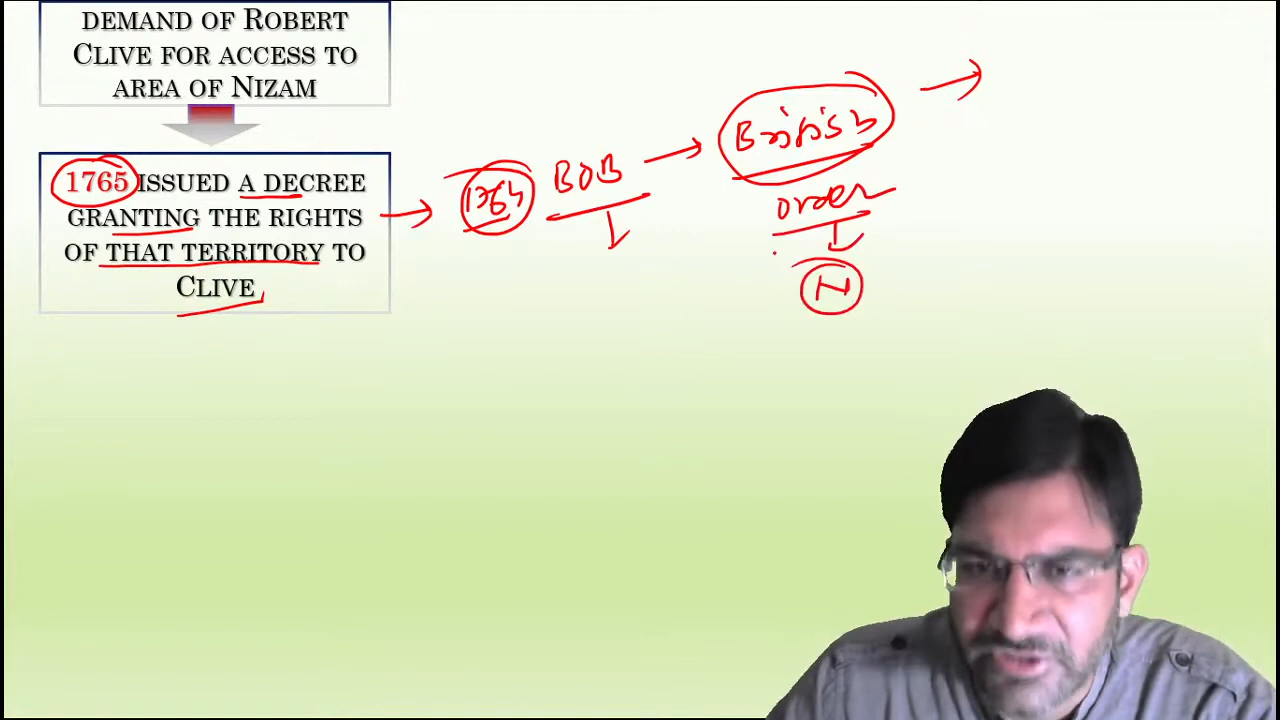 DEMAND OF ROBERT
CLIVE FOR ACCESS TO
AREA OF NIZAM
1765 ISSUED A DECREE
GRANTING THE RIGHTS
OF THAT TERRITORY TO
CLIVE
1764
BOB
British
order
N